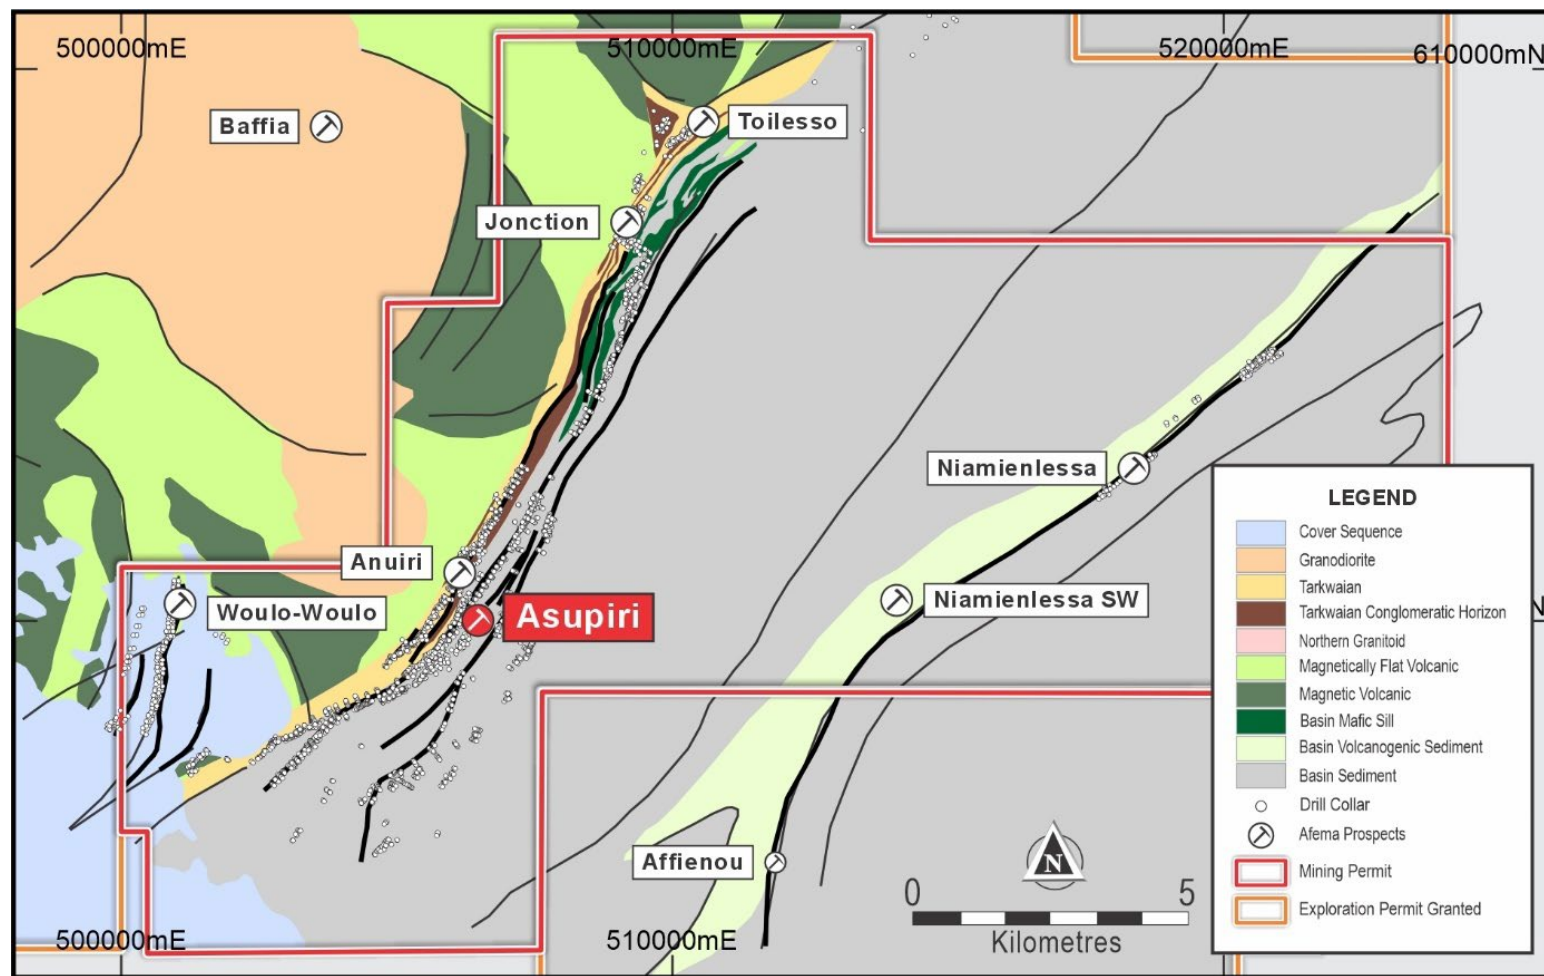 500000mE
510000mE
520000mE
610000mN
Baffia
Toilesso
Jonction
Niamienlessa
Anuiri
Woulo-Woulo
Asupiri
Niamienlessa SW
N
Affienou
N
0
5
Kilometres
500000mE
510000mE
LEGEND
Cover Sequence
Granodiorite
Tarkwaian
Tarkwaian Conglomeratic Horizon
Northern Granitoid
Magnetically Flat Volcanic
Magnetic Volcanic
Basin Mafic Sill
Basin Volcanogenic Sediment
Basin Sediment
Drill Collar
Afema Prospects
Mining Permit
Exploration Permit Granted